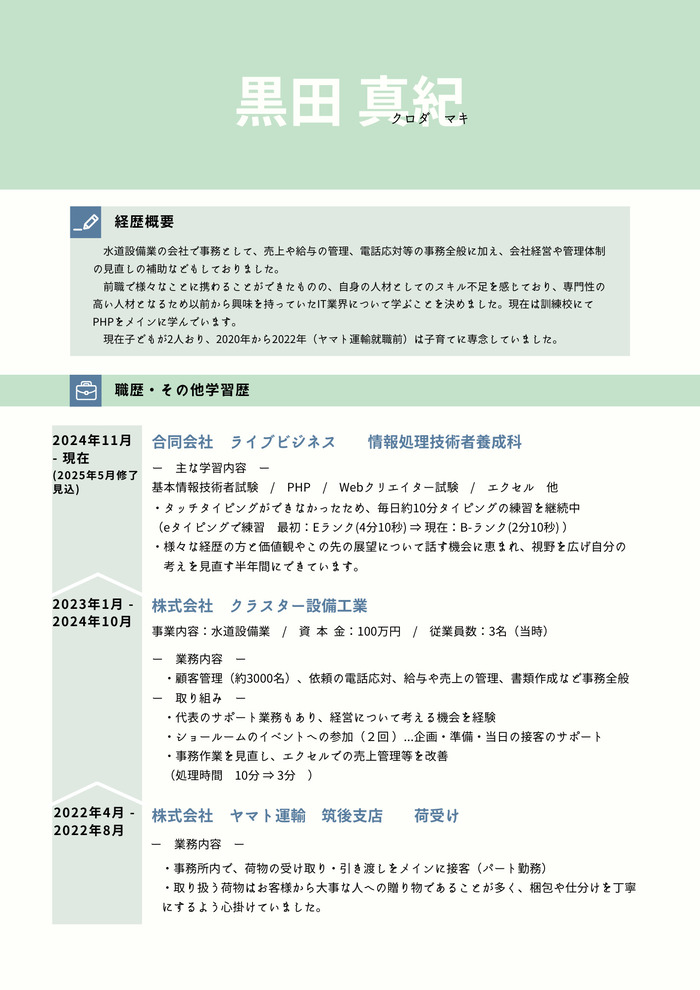 黒田 真紀
クロダ　マキ
経歴概要
　水道設備業の会社で事務として、売上や給与の管理、電話応対等の事務全般に加え、会社経営や管理体制
の見直しの補助などもしておりました。
　前職で様々なことに携わることができたものの、自身の人材としてのスキル不足を感じており、専門性の
高い人材となるため以前から興味を持っていたIT業界について学ぶことを決めました。現在は訓練校にて
PHPをメインに学んでいます。
　現在子どもが2人おり、2020年から2022年（ヤマト運輸就職前）は子育てに専念していました。
職歴・その他学習歴
2024年11月
- 現在
(2025年5月修了
見込)
合同会社　ライブビジネス　　情報処理技術者養成科
ー　主な学習内容　ー
基本情報技術者試験　/　PHP　/　Webクリエイター試験　/　エクセル　他
・タッチタイピングができなかったため、毎日約10分タイピングの練習を継続中
（eタイピングで練習　最初：Eランク(4分10秒) ⇒ 現在：B-ランク(2分10秒) ）
・様々な経歴の方と価値観やこの先の展望について話す機会に恵まれ、視野を広げ自分の
考えを見直す半年間にできています。
2023年1月 -
2024年10月
株式会社　クラスター設備工業
事業内容：水道設備業　/　資 本 金：100万円　/　従業員数：3名（当時）
ー　業務内容　ー
・顧客管理（約3000名）、依頼の電話応対、給与や売上の管理、書類作成など事務全般
ー　取り組み　ー
・代表のサポート業務もあり、経営について考える機会を経験
・ショールームのイベントへの参加（２回）…企画・準備・当日の接客のサポート
・事務作業を見直し、エクセルでの売上管理等を改善
（処理時間　10分 ⇒ 3分　）
2022年4月 -
2022年8月
株式会社　ヤマト運輸　筑後支店　　荷受け
ー　業務内容　ー
・事務所内で、荷物の受け取り・引き渡しをメインに接客（パート勤務）
・取り扱う荷物はお客様から大事な人への贈り物であることが多く、梱包や仕分けを丁寧
にするよう心掛けていました。